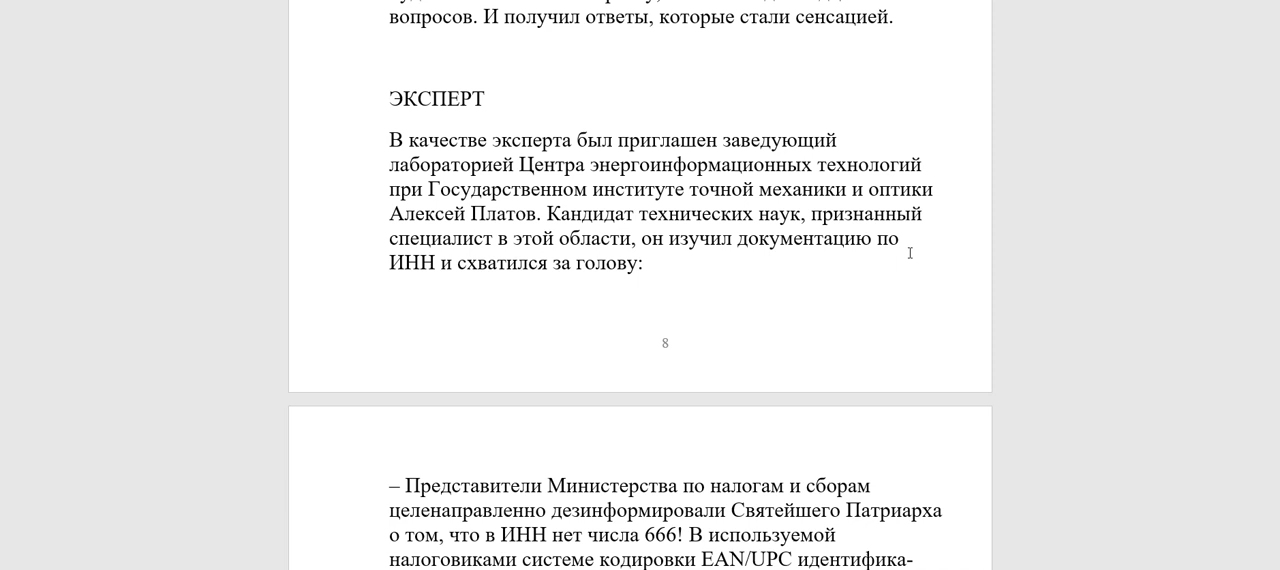 вопросов. И получил ответы, которые стали сенсацией.
ЭКСПЕРТ
В качестве эксперта был приглашен заведующий
лабораторией Центра энергоинформационных технологий
при Государственном институте точной механики и оптики
Алексей Платов. Кандидат технических наук, признанный
специалист в этой области, он изучил документацию по
ИНН и схватился за голову:
8
– Представители Министерства по налогам и сборам
целенаправленно дезинформировали Святейшего Патриарха
о том, что в ИНН нет числа 666! В используемой
налоговиками системе кодировки EAN/UPC идентифика-